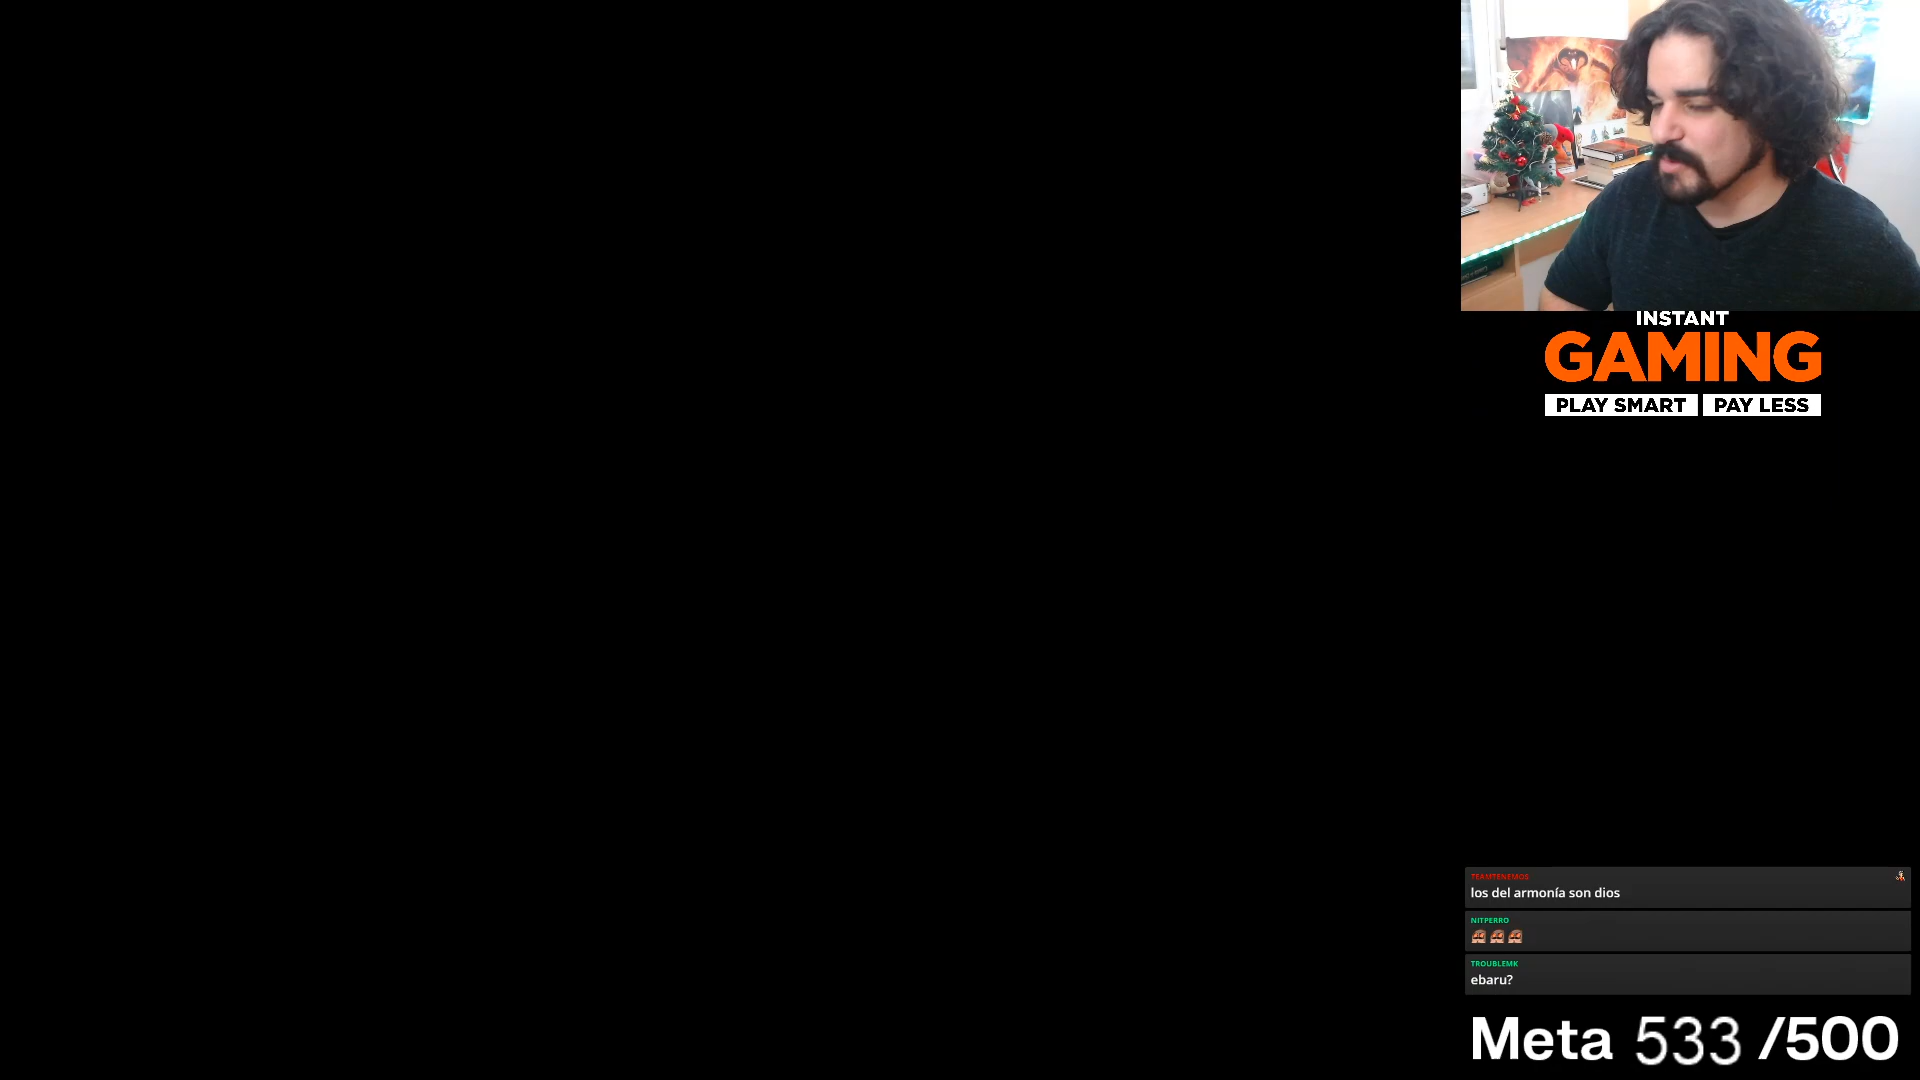 INSTANT
GAMING
PLAY SMART PAY LESS
TEAMTENEMOS
los del armonía son dios
NITPERRO
TROUBLEMK
ebaru?
Meta 533 /500